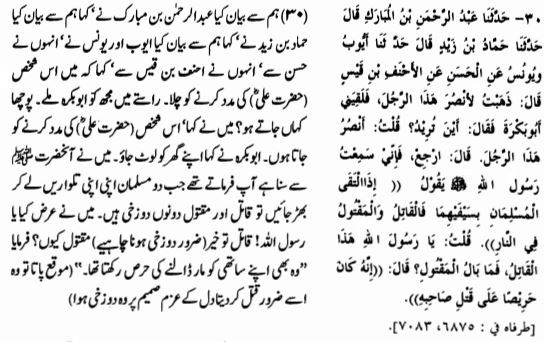 ٣٠- حَدَّثَنَا عَبْدُ الرَّحْمَنِ بْنُ الْمُبَارَكِ قَالَ
حَدَّثَنَا حَمَّادُ بْنُ زَيْدٍ قَالَ حَدَّثَنَا أَيُّوبُ
وَيُونُسُ عَنِ الْحَسَنِ عَنِ الأَحْنَفِ بْنِ قَيْسٍ
قَالَ: ذَهَبْتُ لأَنْصُرَ هَذَا الرَّجُلَ، فَلَقِيَنِي
أَبُوبَكْرَةَ فَقَالَ: أَيْنَ تُرِيْدُ؟ قُلْتُ: أَنْصُرُ
هَذَا الرَّجُلَ. قَالَ: ارْجِعْ، فَإِنِّي سَمِعْتُ
رَسُولَ اللهِ ﷺ يَقُوْلُ ((إِذَا الْتَقَى
الْمُسْلِمَانِ بِسَيْفَيْهِمَا فَالْقَاتِلُ وَالْمَقْتُولُ
فِي النَّارِ)). قُلْتُ: يَا رَسُولَ اللهِ هَذَا
الْقَاتِلُ، فَمَا بَالُ الْمَقْتُولِ؟ قَالَ: ((إِنَّهُ كَانَ
حَرِيْصًا عَلَى قَتْلِ صَاحِبِهِ)).
[طرفاه في : ٦٨٧٥، ٧٠٨٣].
(۳۰) ہم سے بیان کیا عبدالرحمٰن بن مبارک نے' کہا ہم سے بیان کیا
حماد بن زید نے' کہا ہم سے بیان کیا ایوب اور یونس نے' انہوں نے
حسن سے' انہوں نے احنف بن قیس سے' کہا کہ میں اس شخص
(حضرت علیؓ) کی مدد کرنے کو چلا۔ راستے میں مجھ کو ابوبکرہ ملے۔ پوچھا
کہاں جاتے ہو؟ میں نے کہا' اس شخص (حضرت علیؓ) کی مدد کرنے کو
جاتا ہوں۔ ابوبکرہ نے کہا اپنے گھر کو لوٹ جاؤ۔ میں نے آنحضرت ﷺ
سے سنا ہے آپ فرماتے تھے جب دو مسلمان اپنی اپنی تلواریں لے کر
بھڑ جائیں تو قاتل اور مقتول دونوں دوزخی ہیں۔ میں نے عرض کیا یا
رسول اللہ! قاتل تو خیر (ضرور دوزخی ہونا چاہیے) مقتول کیوں؟ فرمایا
"وہ بھی اپنے ساتھی کو مار ڈالنے کی حرص رکھتا تھا۔" (موقع پاتا تو وہ
اسے ضرور قتل کر دیتا دل کے عزم صمیم پر وہ دوزخی ہوا)